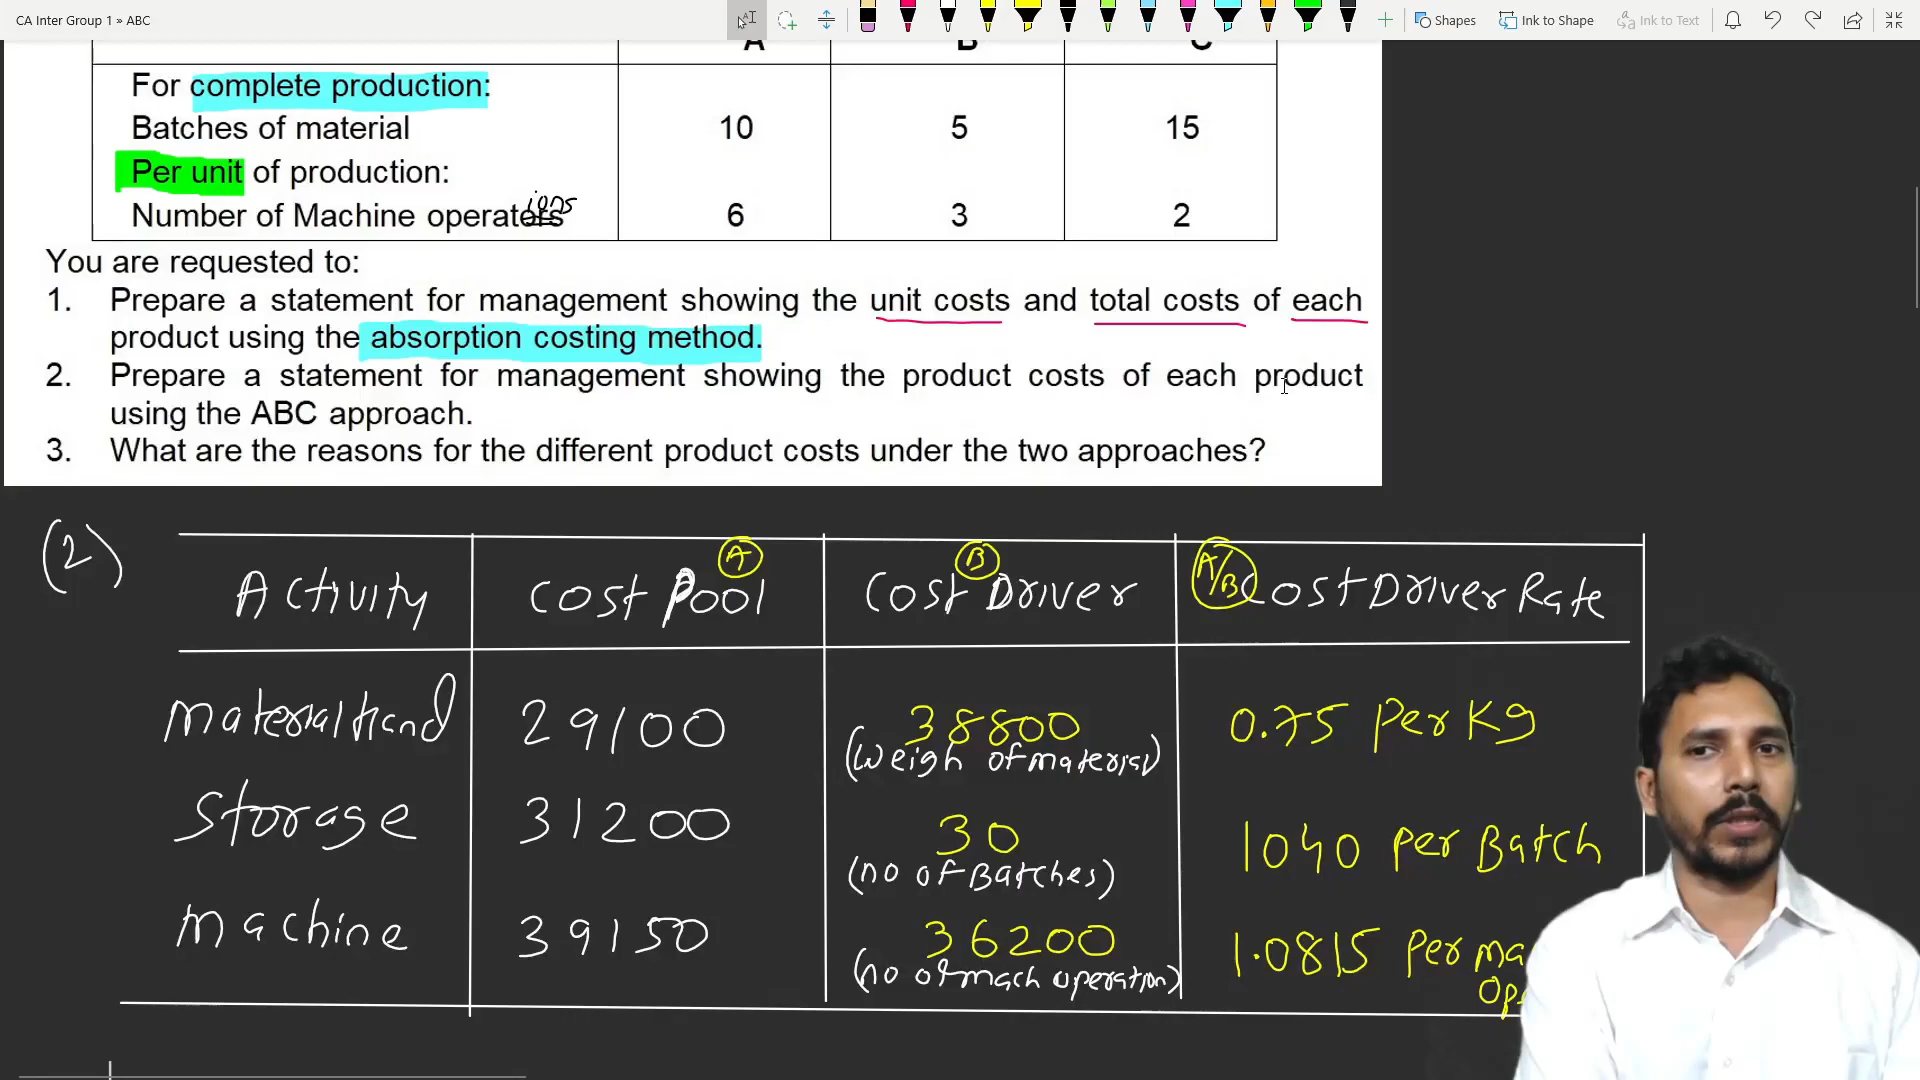 CA Inter Group 1 » ABC
Shapes Ink to Shape Ink to Text
A B C
For complete production:
Batches of material 10 5 15
Per unit of production:
ions
Number of Machine operators 6 3 2
You are requested to:
1. Prepare a statement for management showing the unit costs and total costs of each
product using the absorption costing method.
2. Prepare a statement for management showing the product costs of each product
using the ABC approach.
3. What are the reasons for the different product costs under the two approaches?
(2)
A B A/B
Activity Cost Pool Cost Driver Cost Driver Rate
Material Hand 29100 38800 0.75 Per Kg
(Weigh of material)
Storage 31200 30 1040 Per Batch
(no of Batches)
Machine 39150 36200 1.0815 Per Ma
(no of mach operation) Op